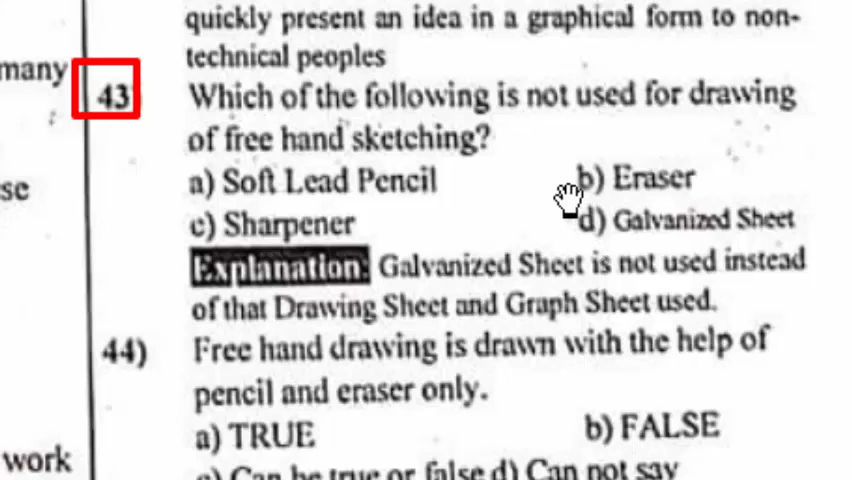 quickly present an idea in a graphical form to non-
technical peoples
many
43
Which of the following is not used for drawing
of free hand sketching?
a) Soft Lead Pencil b) Eraser
se
c) Sharpener d) Galvanized Sheet
Explanation: Galvanized Sheet is not used instead
of that Drawing Sheet and Graph Sheet used.
44) Free hand drawing is drawn with the help of
pencil and eraser only.
a) TRUE b) FALSE
work
c) Can be true or false d) Can not say